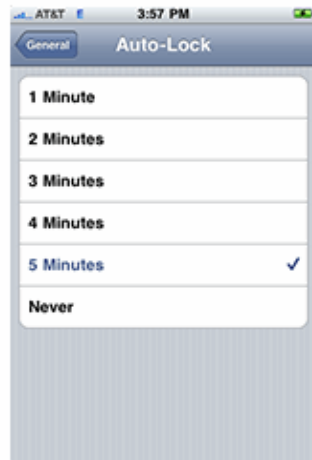 AT&T E 3:57 PM
General Auto-Lock
1 Minute
2 Minutes
3 Minutes
4 Minutes
5 Minutes
Never